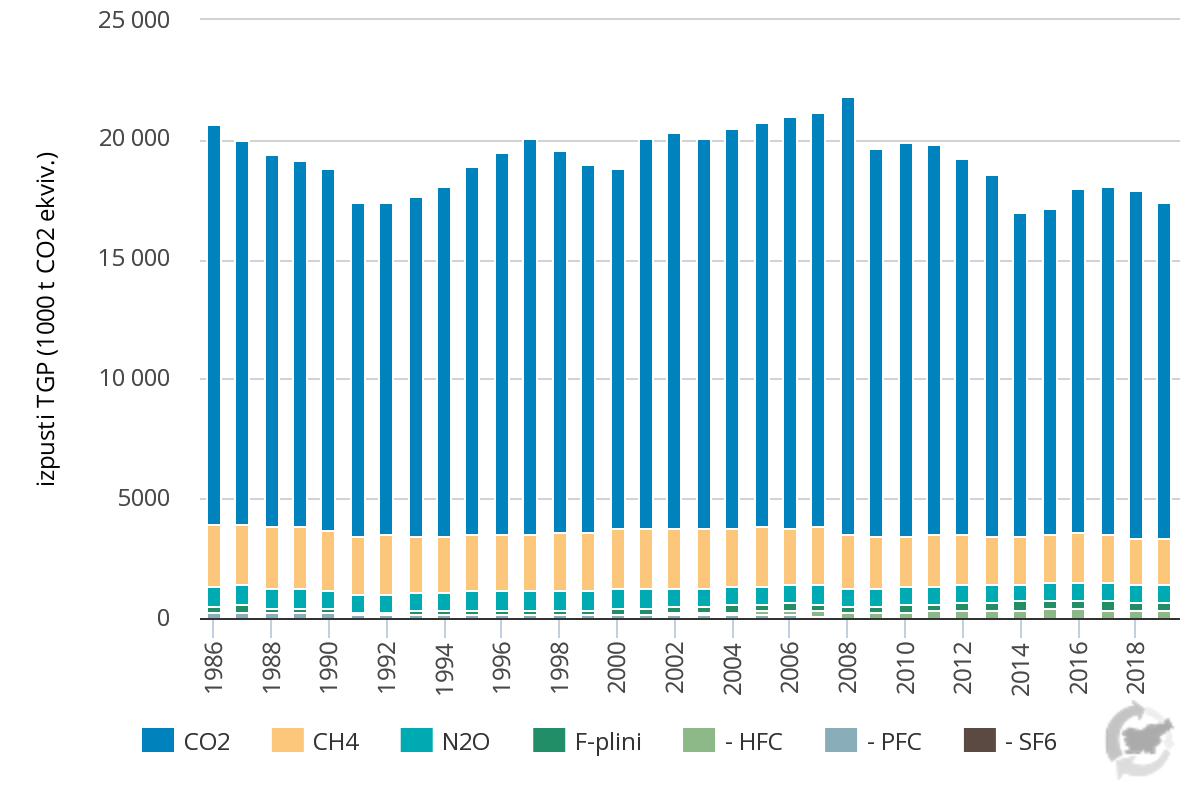 25 000
20 000
15 000
10 000
5000
0
izpusti TGP (1000 t CO2 ekviv.)
1986
1988
1990
1992
1994
1996
1998
2000
2002
2004
2006
2008
2010
2012
2014
2016
2018
CO2
CH4
N2O
F-plini
- HFC
- PFC
- SF6